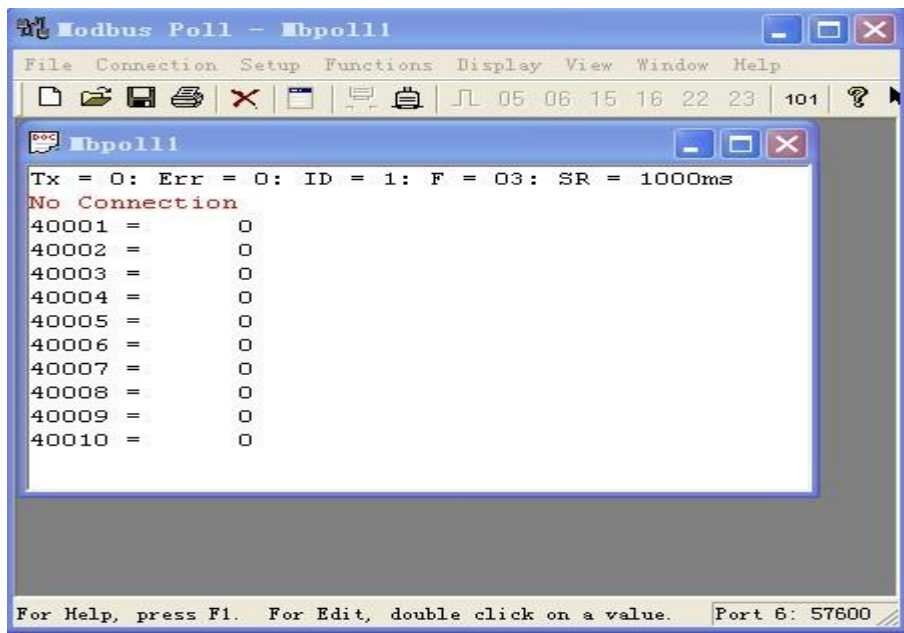 Modbus Poll - Mbpoll1
File Connection Setup Functions Display View Window Help
05 06 15 16 22 23 101
DOC Mbpoll1
Tx = 0: Err = 0: ID = 1: F = 03: SR = 1000ms
No Connection
40001 = 0
40002 = 0
40003 = 0
40004 = 0
40005 = 0
40006 = 0
40007 = 0
40008 = 0
40009 = 0
40010 = 0
For Help, press F1. For Edit, double click on a value. Port 6: 57600